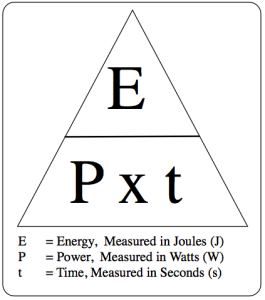 E
P x t
E = Energy, Measured in Joules (J)
P = Power, Measured in Watts (W)
t = Time, Measured in Seconds (s)